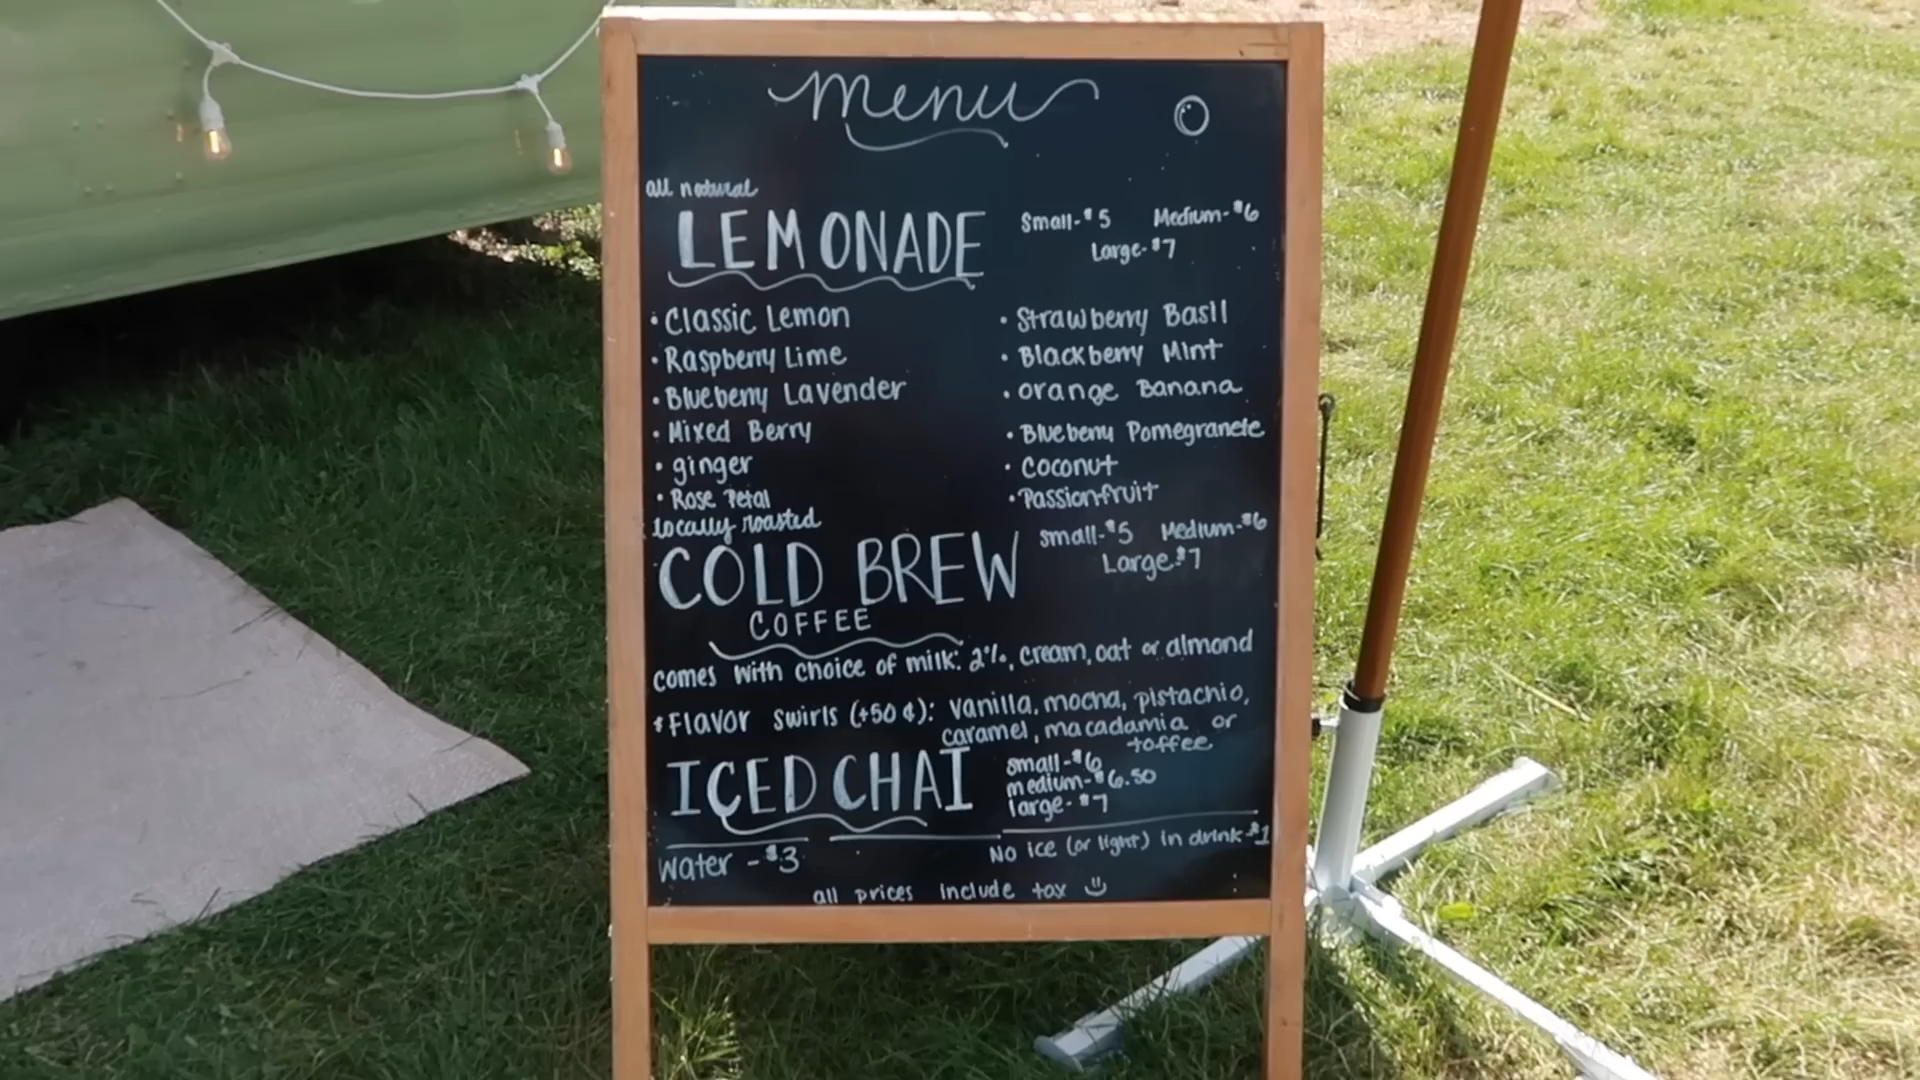 menu
all natural
LEMONADE
Small-$5 Medium-$6
Large-$7
• Classic Lemon
• Raspberry Lime
• Blueberry Lavender
• Mixed Berry
• ginger
• Rose Petal
• Strawberry Basil
• Blackberry Mint
• orange Banana
• Blueberry Pomegranete
• Coconut
• Passionfruit
locally roasted
COLD BREW
COFFEE
small-$5 Medium-$6
Large-$7
comes with choice of milk: 2%, cream, oat or almond
*Flavor swirls (+50¢): vanilla, mocha, pistachio,
caramel, macadamia or
toffee
ICED CHAI
small-$6
medium-$6.50
large-$7
water -$3
No ice (or light) in drink-$1
all prices include tax